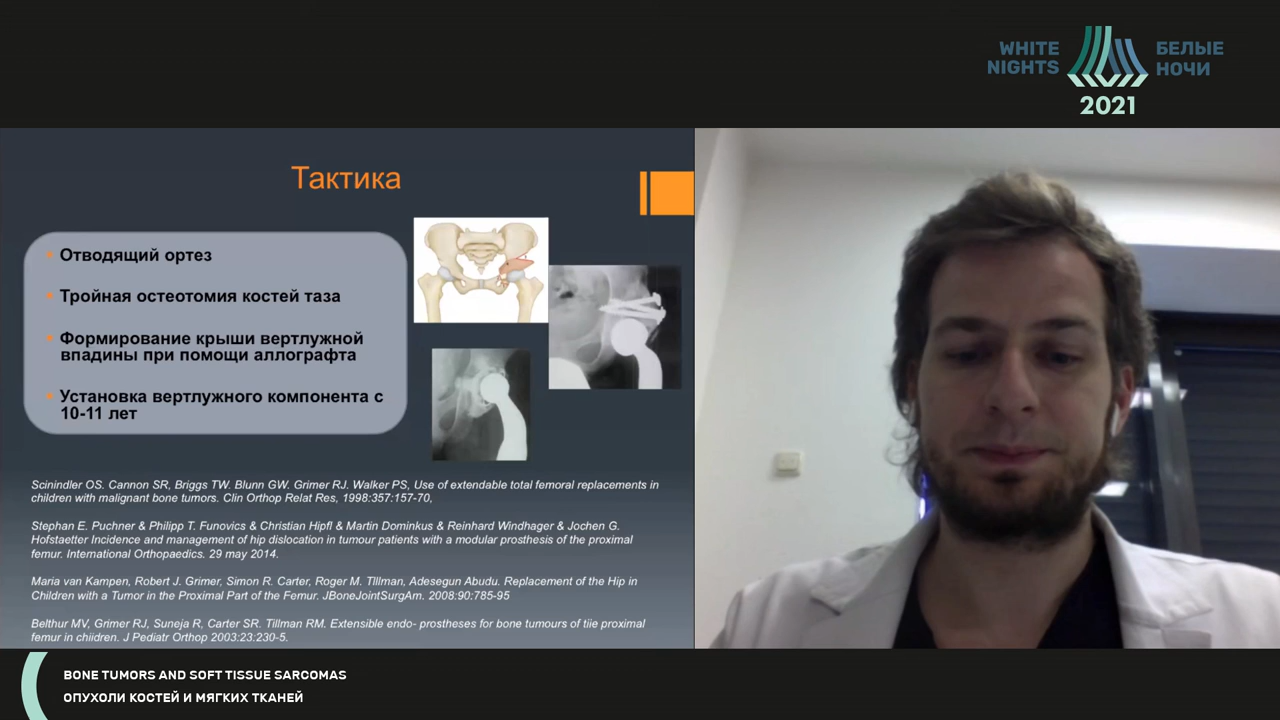 WHITE
NIGHTS
БЕЛЫЕ
НОЧИ
2021
Тактика
Отводящий ортез
Тройная остеотомия костей таза
Формирование крыши вертлужной
впадины при помощи аллографта
Установка вертлужного компонента с
10-11 лет
Scinindler OS. Cannon SR, Briggs TW. Blunn GW. Grimer RJ. Walker PS, Use of extendable total femoral replacements in
children with malignant bone tumors. Clin Orthop Relat Res, 1998:357:157-70,
Stephan E. Puchner & Philipp T. Funovics & Christian Hipfl & Martin Dominkus & Reinhard Windhager & Jochen G.
Hofstaetter Incidence and management of hip dislocation in tumour patients with a modular prosthesis of the proximal
femur. International Orthopaedics. 29 may 2014.
Maria van Kampen, Robert J. Grimer, Simon R. Carter, Roger M. TIllman, Adesegun Abudu. Replacement of the Hip in
Children with a Tumor in the Proximal Part of the Femur. JBoneJointSurgAm. 2008:90:785-95
Belthur MV, Grimer RJ, Suneja R, Carter SR. Tillman RM. Extensible endo- prostheses for bone tumours of tiie proximal
femur in chiidren. J Pediatr Orthop 2003:23:230-5.
BONE TUMORS AND SOFT TISSUE SARCOMAS
ОПУХОЛИ КОСТЕЙ И МЯГКИХ ТКАНЕЙ